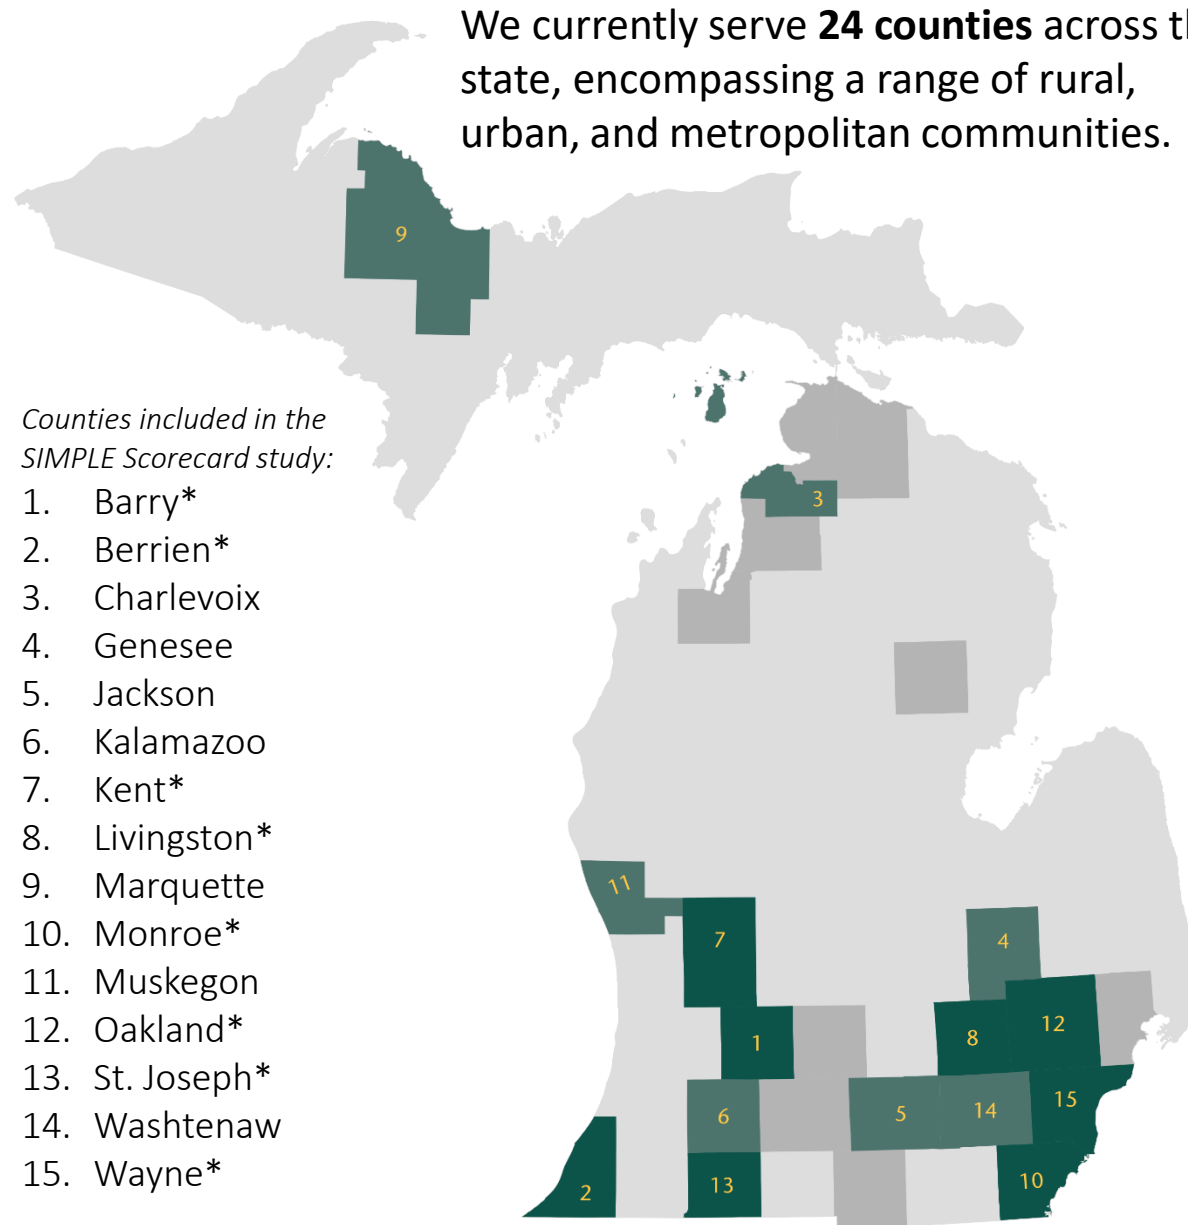 We currently serve 24 counties across th
state, encompassing a range of rural,
urban, and metropolitan communities.
9
Counties included in the
SIMPLE Scorecard study:
1. Barry*
2. Berrien*
3. Charlevoix
4. Genesee
5. Jackson
6. Kalamazoo
7. Kent*
8. Livingston*
9. Marquette
10. Monroe*
11. Muskegon
12. Oakland*
13. St. Joseph*
14. Washtenaw
15. Wayne*
3
11
7
4
1
8
12
6
5
14
15
2
13
10